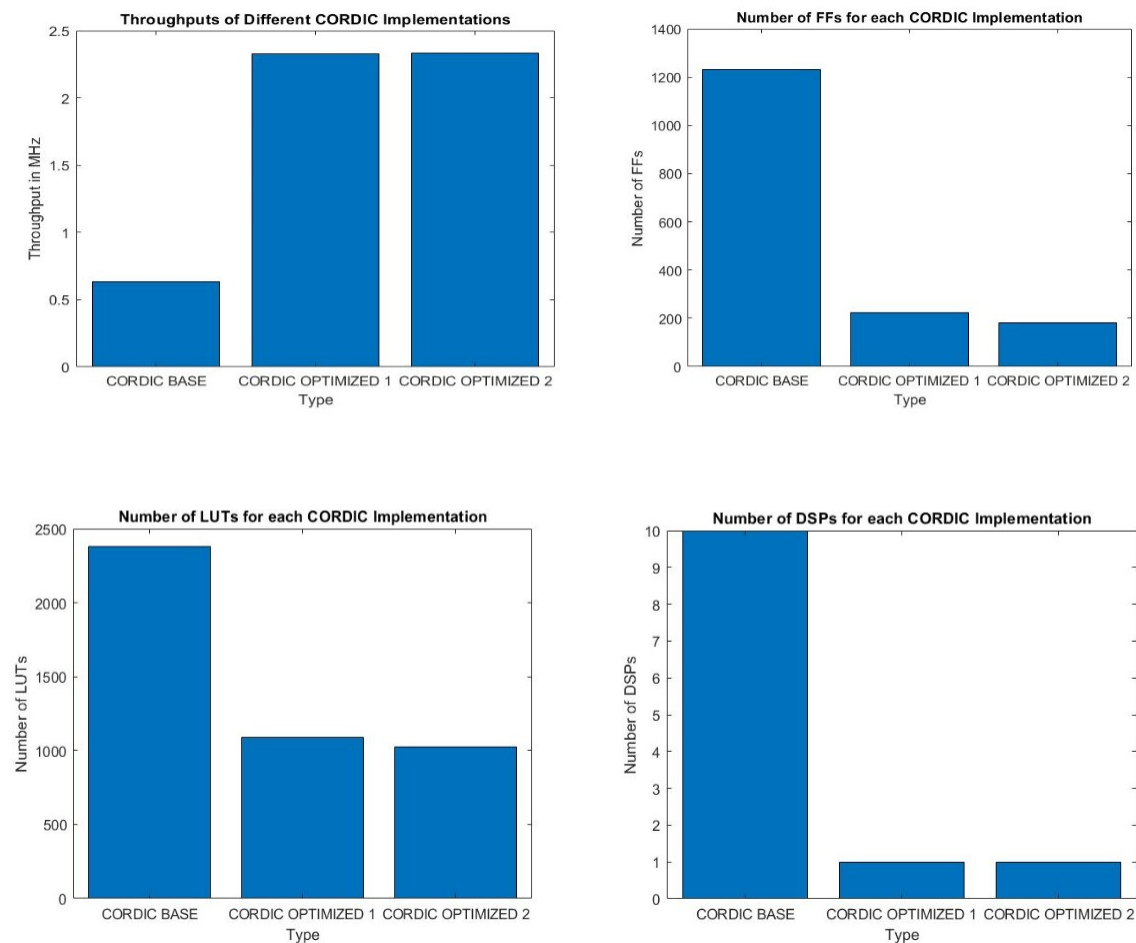 Throughputs of Different CORDIC Implementations
2.5
2
1.5
1
0.5
0
Throughput in MHz
CORDIC BASE CORDIC OPTIMIZED 1 CORDIC OPTIMIZED 2
Type
Number of FFs for each CORDIC Implementation
1400
1200
1000
800
600
400
200
0
Number of FFs
CORDIC BASE CORDIC OPTIMIZED 1 CORDIC OPTIMIZED 2
Type
Number of LUTs for each CORDIC Implementation
2500
2000
1500
1000
500
0
Number of LUTs
CORDIC BASE CORDIC OPTIMIZED 1 CORDIC OPTIMIZED 2
Type
Number of DSPs for each CORDIC Implementation
10
9
8
7
6
5
4
3
2
1
0
Number of DSPs
CORDIC BASE CORDIC OPTIMIZED 1 CORDIC OPTIMIZED 2
Type